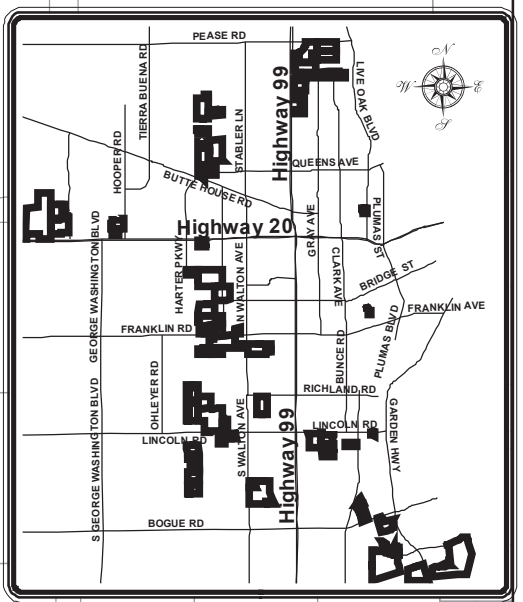 PEASE RD
N
W
E
S
TIERRA BUENA RD
Highway 99
LIVE OAK BLVD
HOOPER RD
STABLER LN
QUEENS AVE
BUTTE HOUSE RD
Highway 20
GEORGE WASHINGTON BLVD
HARTER PKWY
N WALTON AVE
GRAY AVE
CLARK AVE
PLUMAS ST
BRIDGE ST
FRANKLIN AVE
FRANKLIN RD
PLUMAS BLVD
BUNCE RD
RICHLAND RD
OHLEYER RD
S GEORGE WASHINGTON BLVD
LINCOLN RD
LINCOLN RD
S WALTON AVE
Highway 99
GARDEN HWY
BOGUE RD